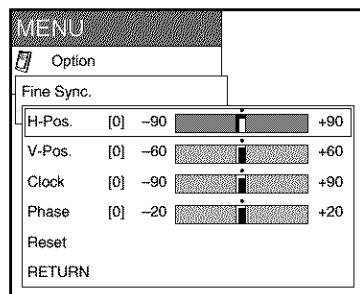 MENU
Option
Fine Sync.
H-Pos. [0] –90 +90
V-Pos. [0] –60 +60
Clock [0] –90 +90
Phase [0] –20 +20
Reset
RETURN